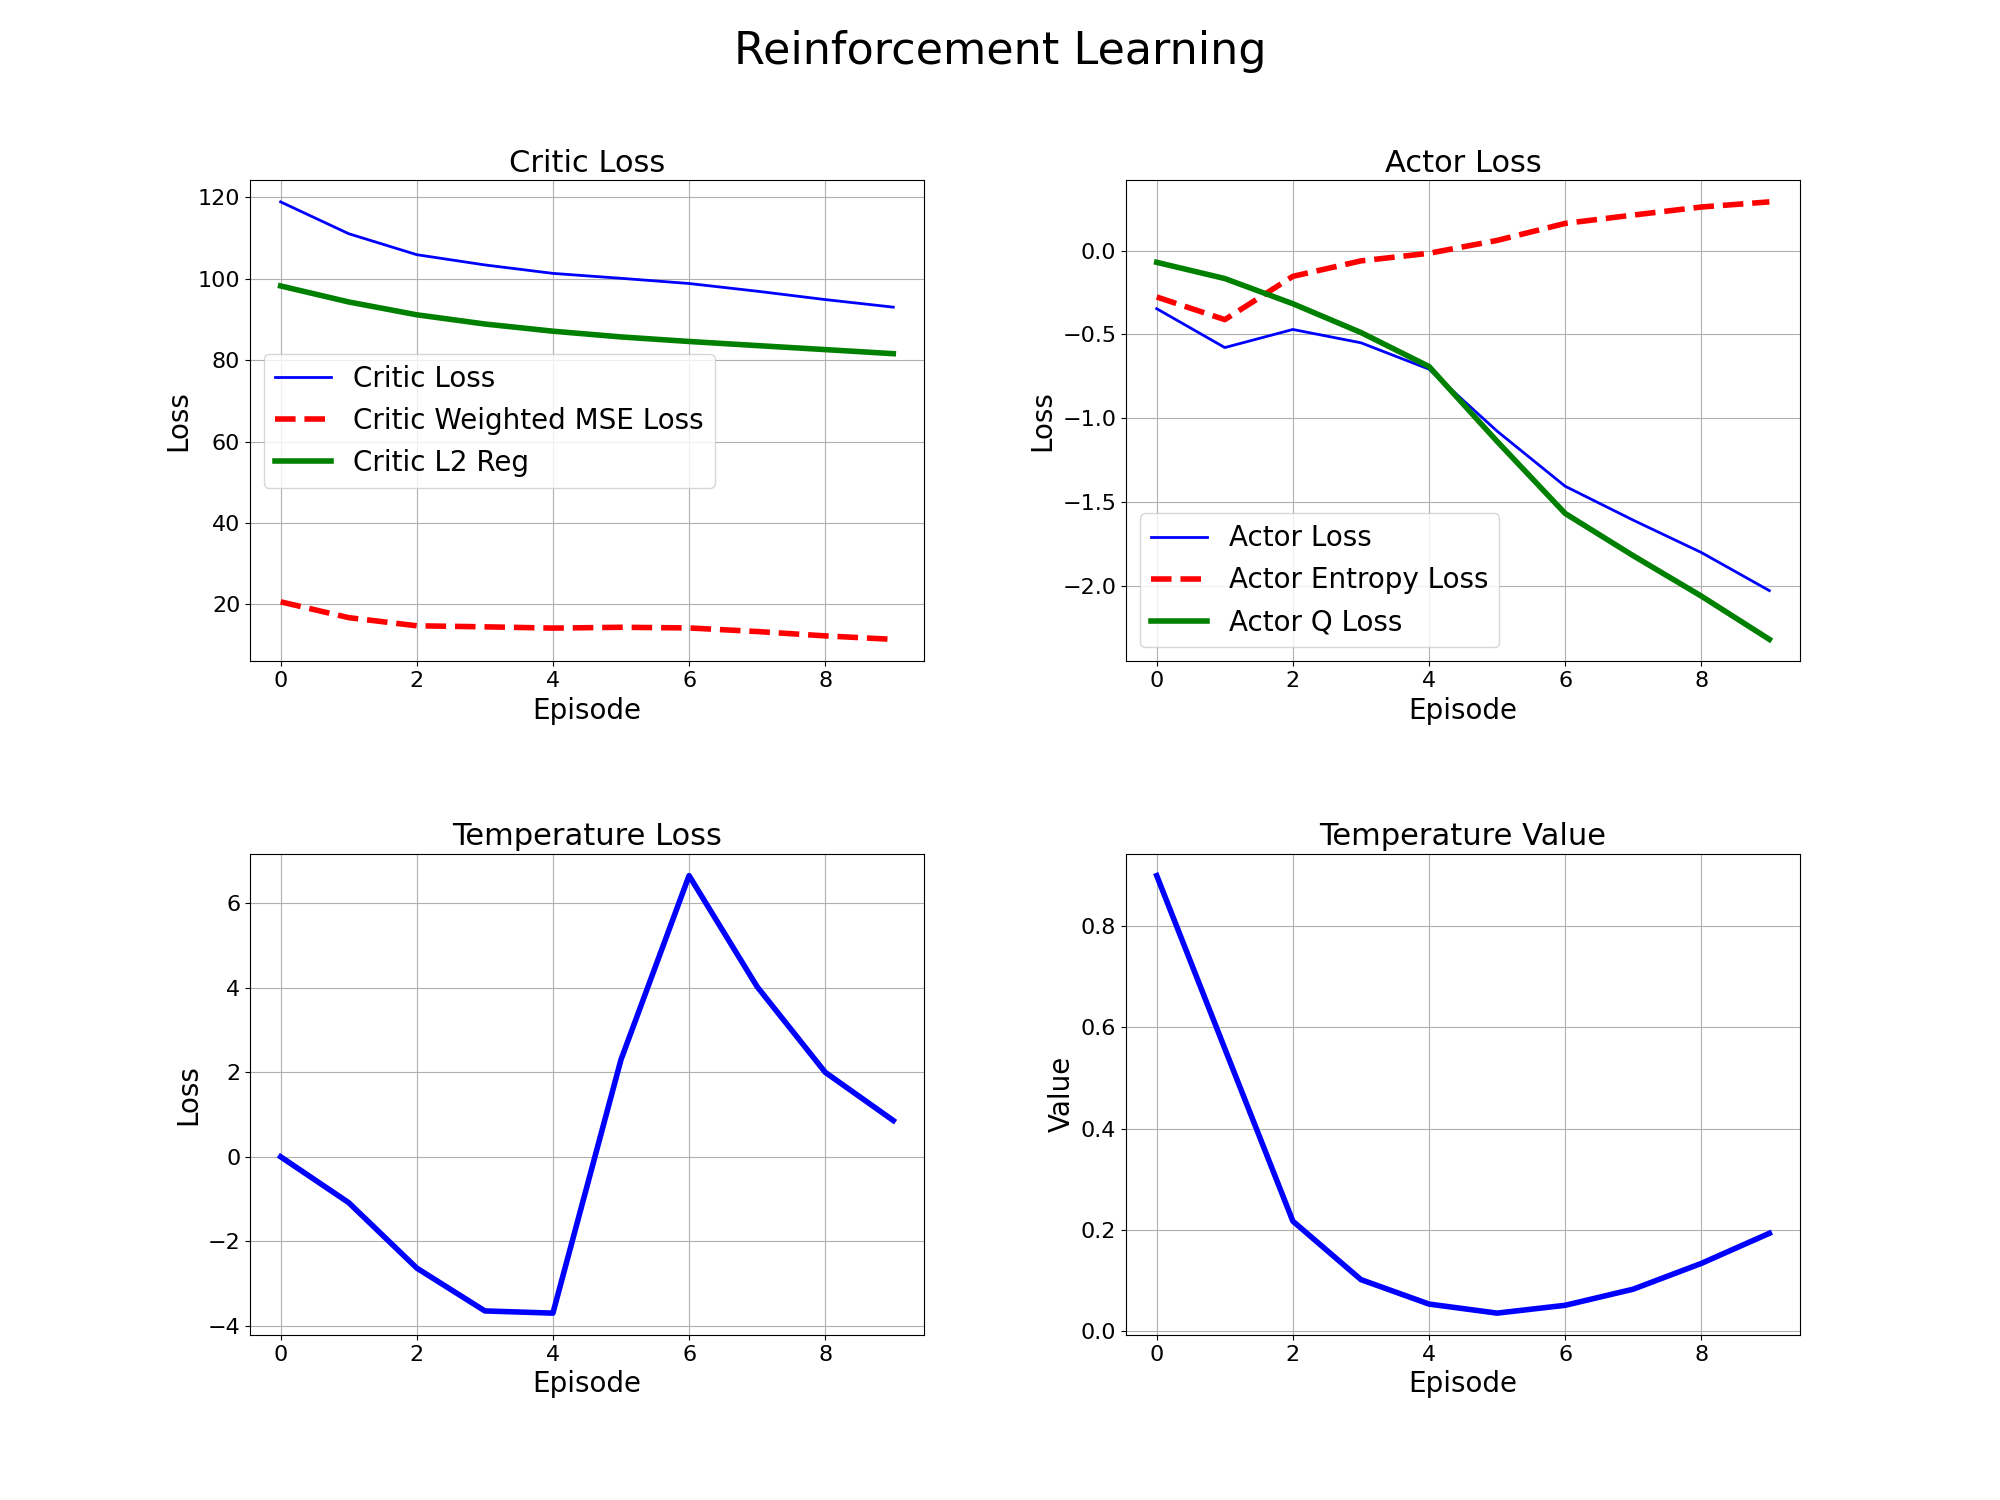 Reinforcement Learning
Critic Loss
120
100
80
60
40
20
Loss
Critic Loss
Critic Weighted MSE Loss
Critic L2 Reg
0 2 4 6 8
Episode
Actor Loss
0.0
−0.5
−1.0
−1.5
−2.0
Loss
Actor Loss
Actor Entropy Loss
Actor Q Loss
0 2 4 6 8
Episode
Temperature Loss
6
4
2
0
−2
−4
Loss
0 2 4 6 8
Episode
Temperature Value
0.8
0.6
0.4
0.2
0.0
Value
0 2 4 6 8
Episode